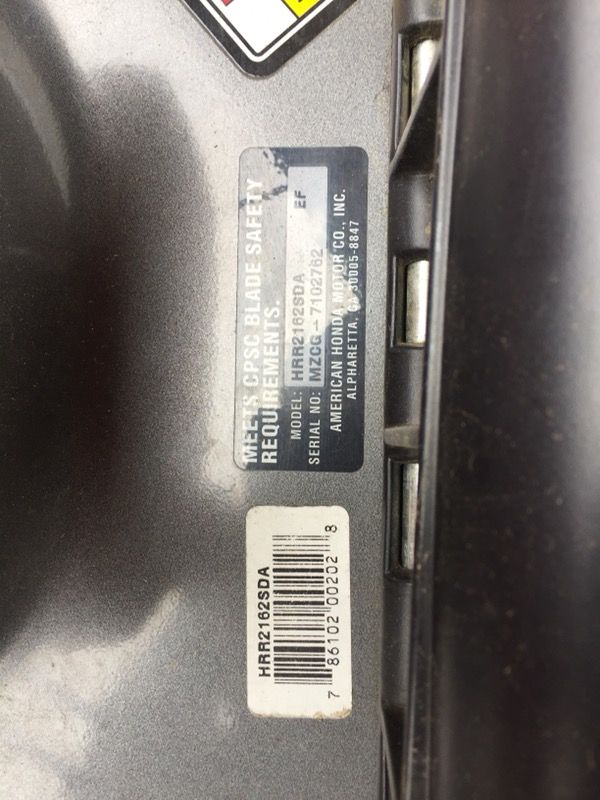 MEETS CPSC BLADE SAFETY
REQUIREMENTS.
MODEL: HRR2162SDA EF
SERIAL NO: MZCG-7102762
AMERICAN HONDA MOTOR CO., INC.
ALPHARETTA, GA 30005-8847
HRR2162SDA
7 86102 00202 8